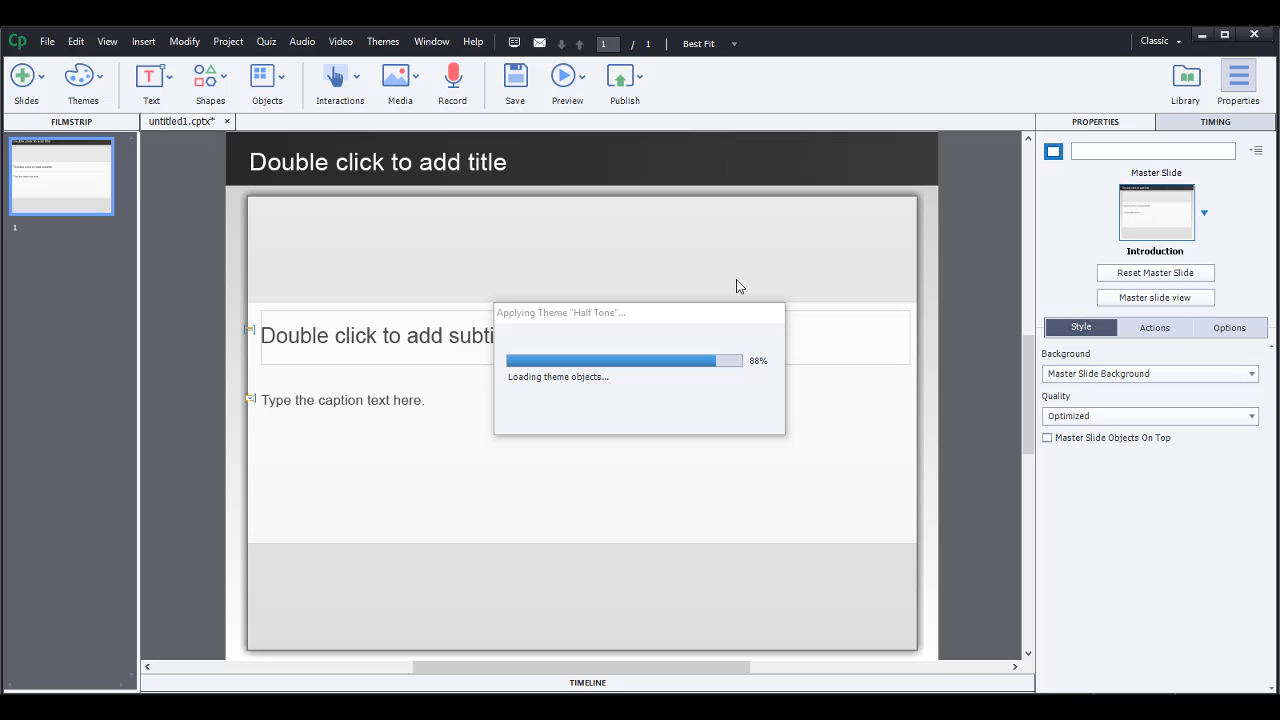 Cp File Edit View Insert Modify Project Quiz Audio Video Themes Window Help 1 / 1 Best Fit Classic
Slides Themes Text Shapes Objects Interactions Media Record Save Preview Publish Library Properties
FILMSTRIP untitled1.cptx* × PROPERTIES TIMING
Double click to add title
Master Slide
Introduction
Reset Master Slide
Master slide view
Style Actions Options
Background
Master Slide Background
Quality
Optimized
Master Slide Objects On Top
1
Applying Theme "Half Tone"...
Double click to add subti
88%
Loading theme objects...
Type the caption text here.
TIMELINE